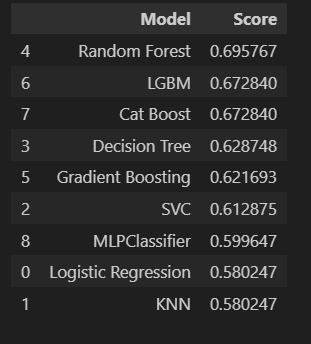 Model Score
4 Random Forest 0.695767
6 LGBM 0.672840
7 Cat Boost 0.672840
3 Decision Tree 0.628748
5 Gradient Boosting 0.621693
2 SVC 0.612875
8 MLPClassifier 0.599647
0 Logistic Regression 0.580247
1 KNN 0.580247